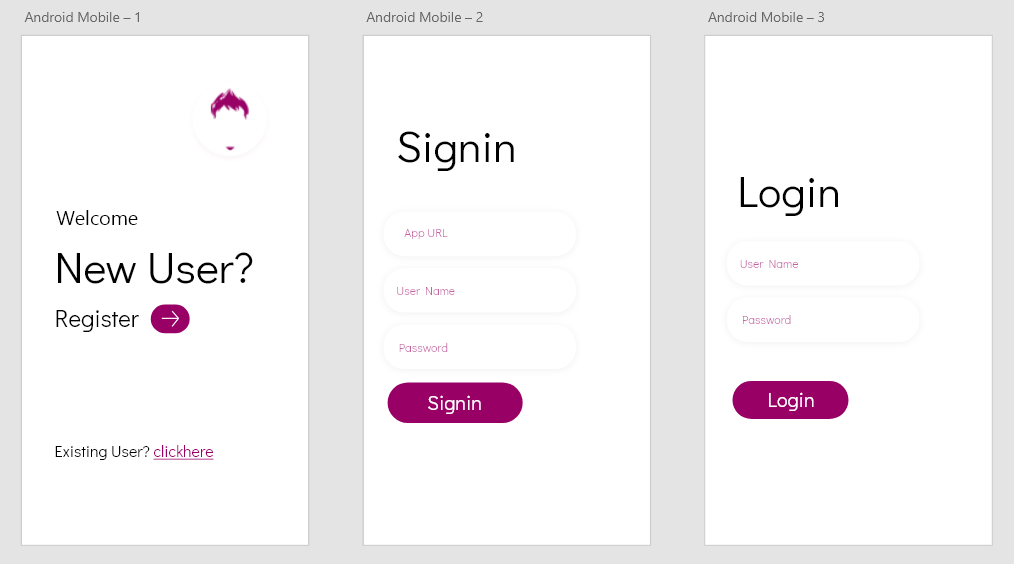 Android Mobile – 1
Welcome
New User?
Register
Existing User? clickhere
Android Mobile – 2
Signin
App URL
User Name
Password
Signin
Android Mobile – 3
Login
User Name
Password
Login